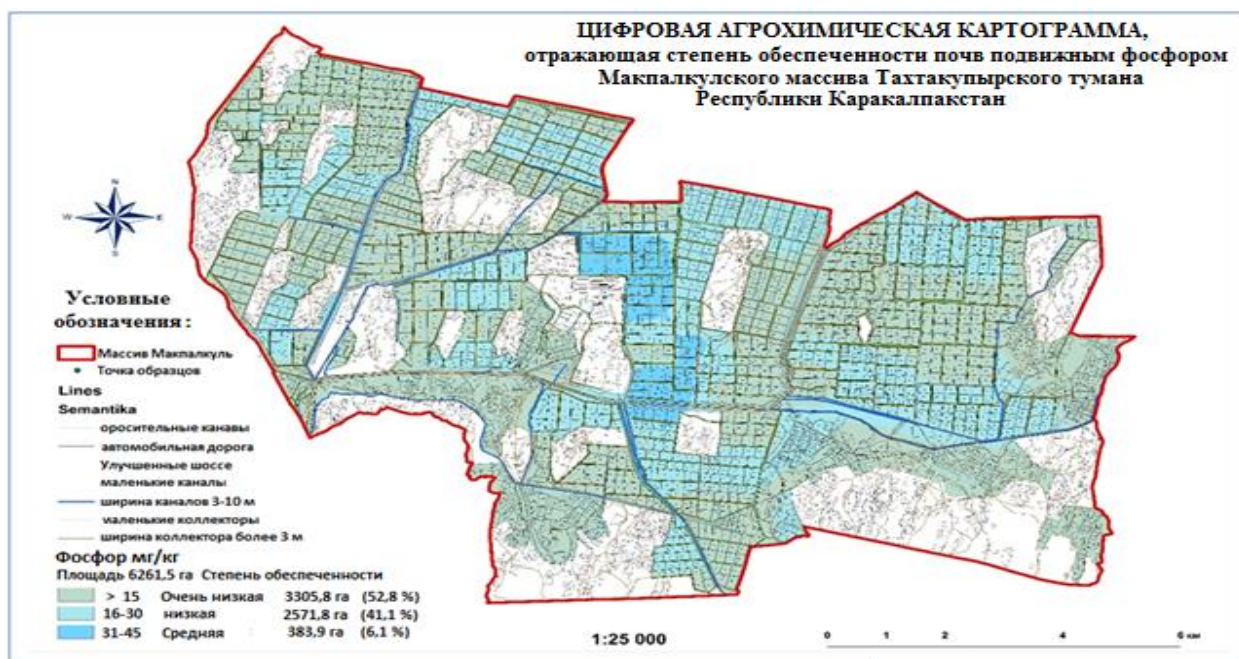 ЦИФРОВАЯ АГРОХИМИЧЕСКАЯ КАРТОГРАММА,
отражающая степень обеспеченности почв подвижным фосфором
Макпалкулского массива Тахтакупырского тумана
Республики Каракалпакстан
N
W E
S
Условные
обозначения :
Массив Макпалкуль
Точка образцов
Lines
Semantika
оросительные канавы
автомобильная дорога
Улучшенные шоссе
маленькие каналы
ширина каналов 3-10 м
маленькие коллекторы
ширина коллектора более 3 м
Фосфор мг/кг
Площадь 6261,5 га Степень обеспеченности
> 15 Очень низкая 3305,8 га (52,8 %)
16-30 низкая 2571,8 га (41,1 %)
31-45 Средняя 383,9 га (6,1 %)
1:25 000
0 1 2 4 6 км